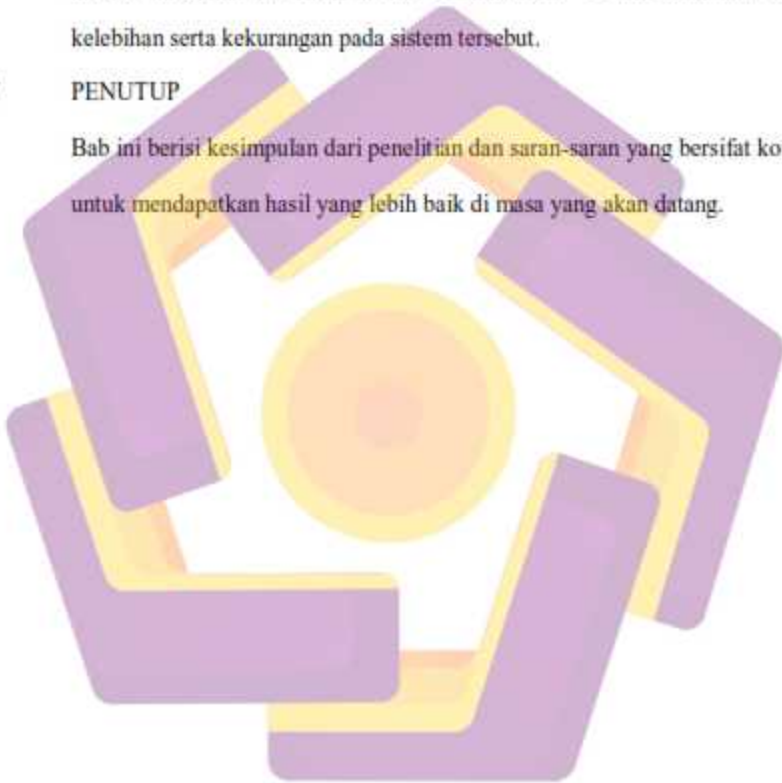 kelebihan serta kekurangan pada sistem tersebut.
PENUTUP
Bab ini berisi kesimpulan dari penelitian dan saran-saran yang bersifat ko
untuk mendapatkan hasil yang lebih baik di masa yang akan datang.